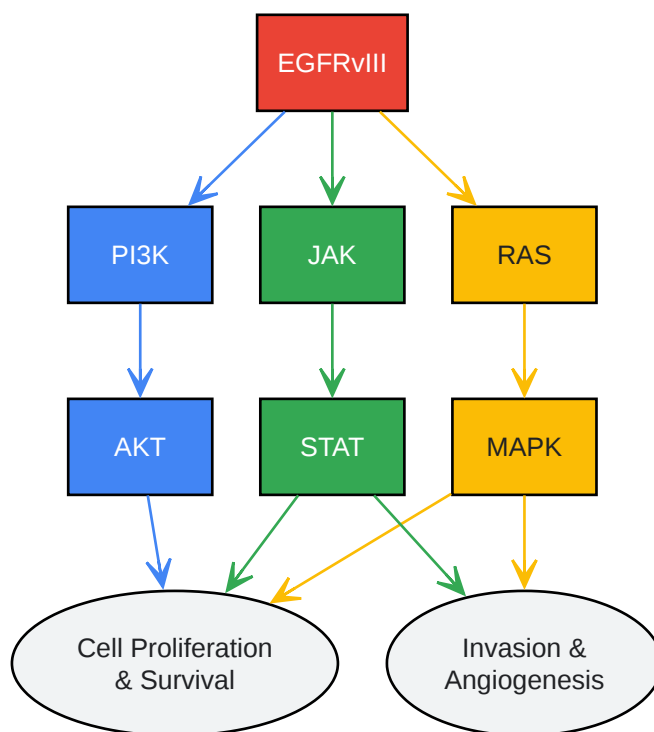 EGFRvIII
PI3K
JAK
RAS
AKT
STAT
MAPK
Cell Proliferation
& Survival
Invasion &
Angiogenesis